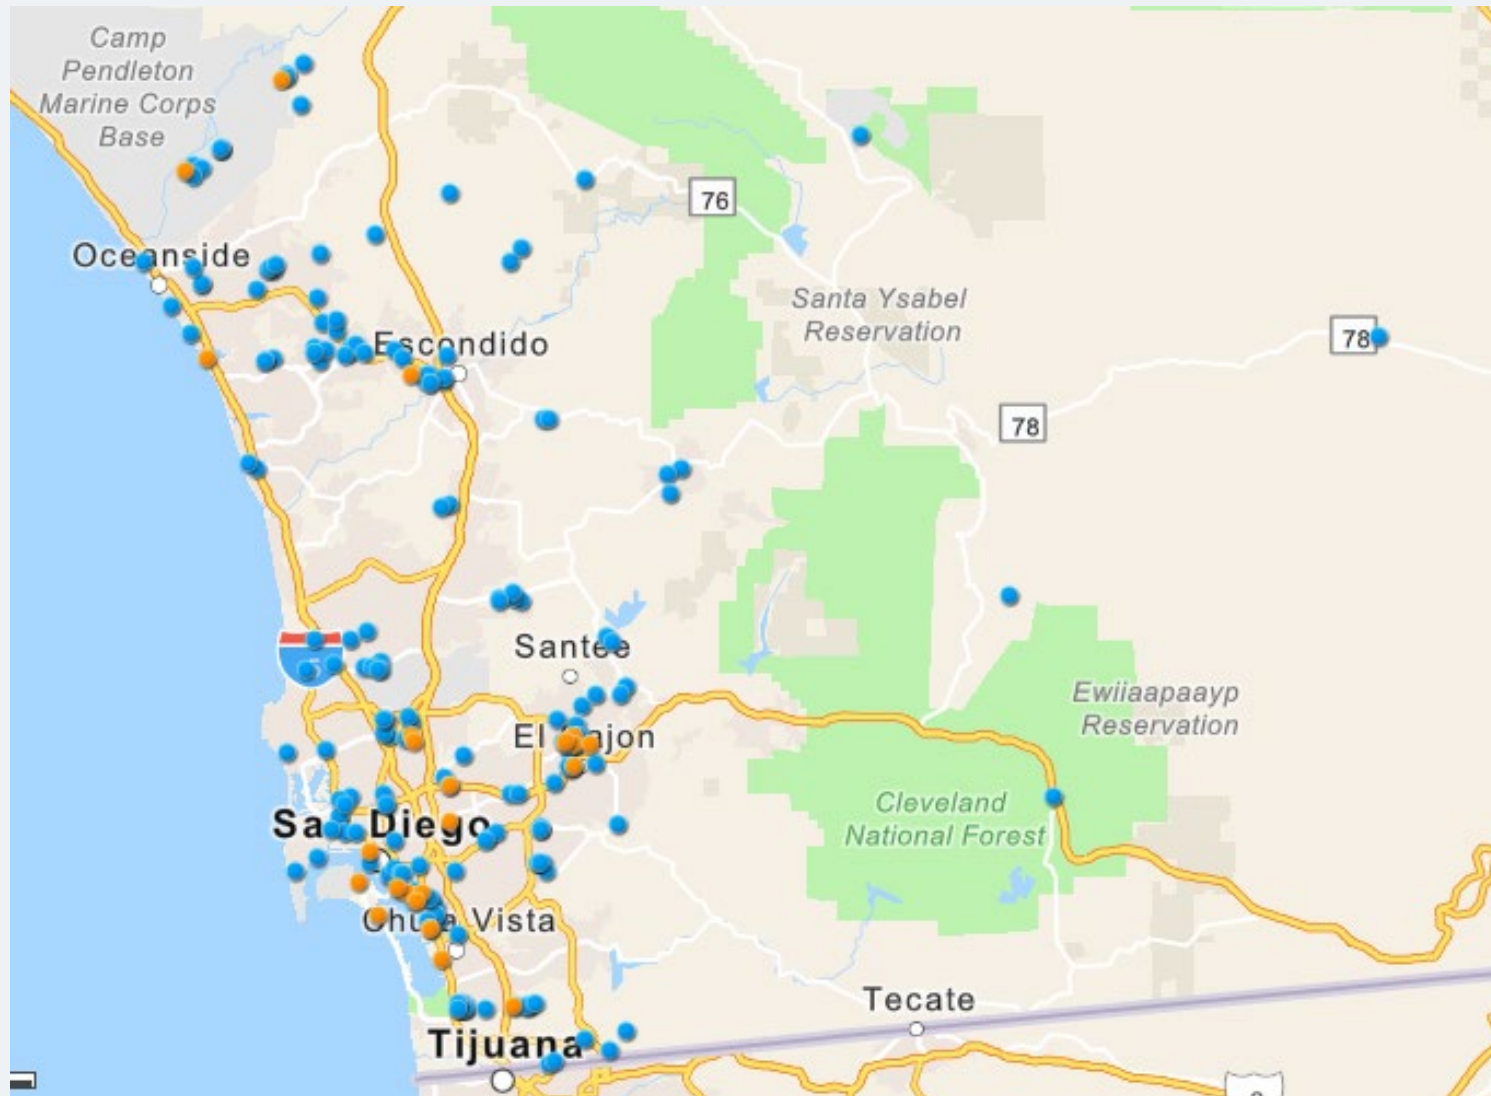 Camp
Pendleton
Marine Corps
Base
76
Oceanside
Santa Ysabel
Reservation
78
Escondido
78
Santee
Ewiiaapaayp
Reservation
El Cajon
Cleveland
National Forest
San Diego
Chula Vista
Tecate
Tijuana